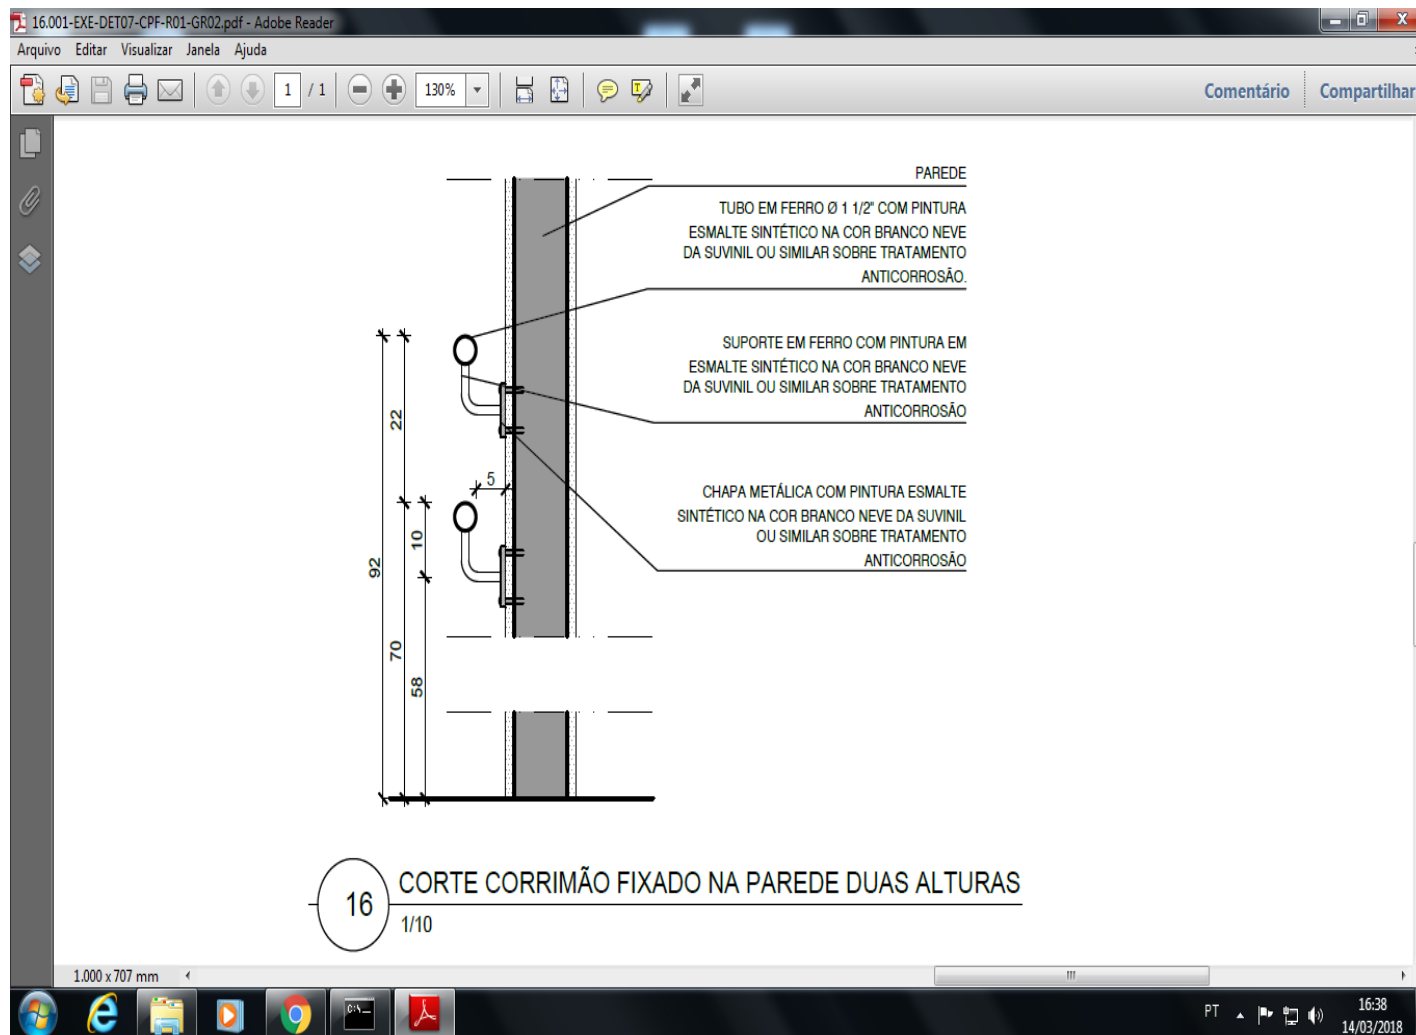 16.001-EXE-DET07-CPF-R01-GR02.pdf - Adobe Reader
Arquivo Editar Visualizar Janela Ajuda
1 / 1 130% Comentário Compartilhar
PAREDE
TUBO EM FERRO Ø 1 1/2" COM PINTURA
ESMALTE SINTÉTICO NA COR BRANCO NEVE
DA SUVINIL OU SIMILAR SOBRE TRATAMENTO
ANTICORROSÃO.
SUPORTE EM FERRO COM PINTURA EM
ESMALTE SINTÉTICO NA COR BRANCO NEVE
DA SUVINIL OU SIMILAR SOBRE TRATAMENTO
ANTICORROSÃO
22
5
CHAPA METÁLICA COM PINTURA ESMALTE
SINTÉTICO NA COR BRANCO NEVE DA SUVINIL
OU SIMILAR SOBRE TRATAMENTO
ANTICORROSÃO
10
92
70
58
16
CORTE CORRIMÃO FIXADO NA PAREDE DUAS ALTURAS
1/10
1.000 x 707 mm
C:\_
PT
16:38
14/03/2018